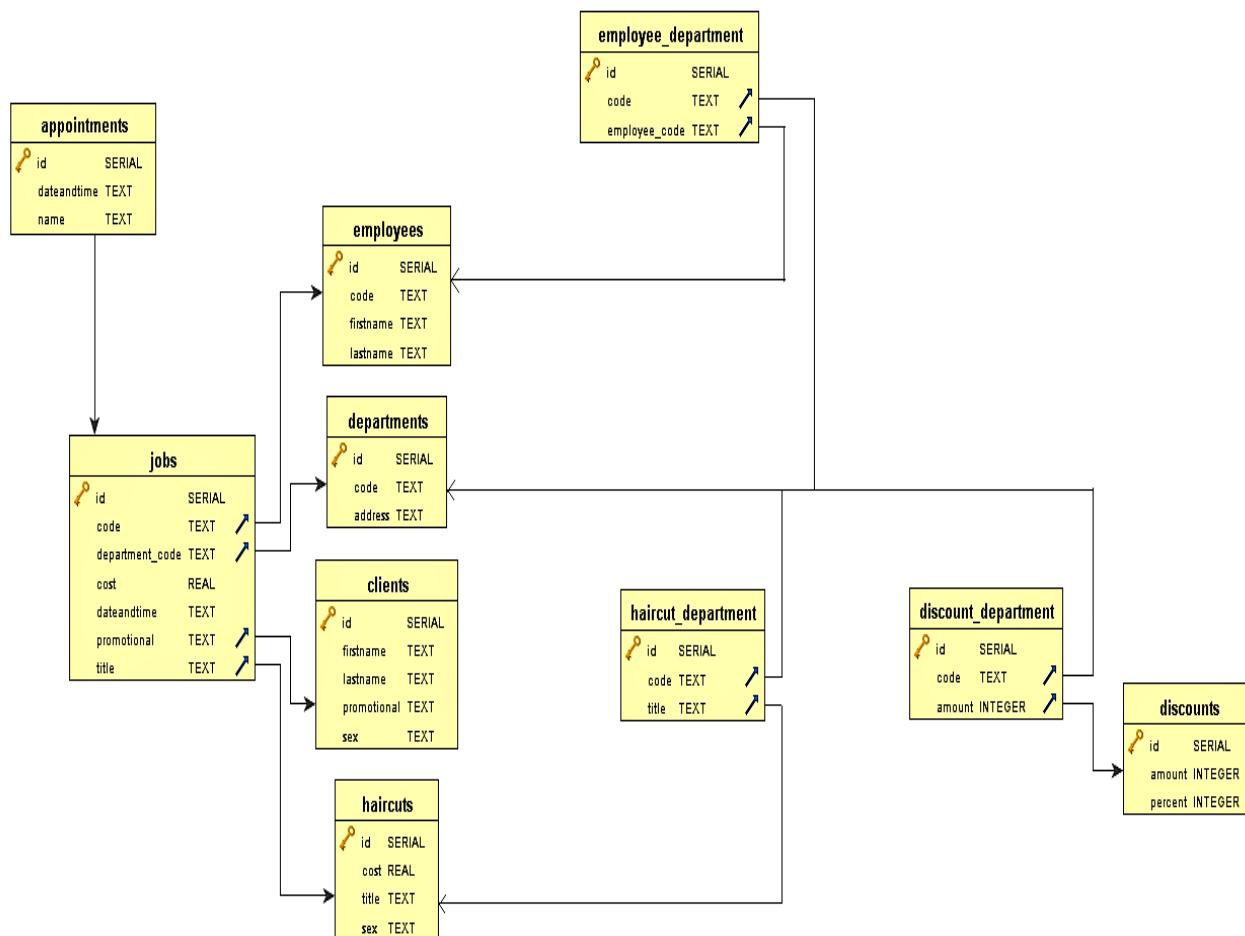 employee_department
id SERIAL
code TEXT
employee_code TEXT
appointments
id SERIAL
dateandtime TEXT
name TEXT
employees
id SERIAL
code TEXT
firstname TEXT
lastname TEXT
departments
id SERIAL
code TEXT
address TEXT
jobs
id SERIAL
code TEXT
department_code TEXT
cost REAL
dateandtime TEXT
promotional TEXT
title TEXT
clients
id SERIAL
firstname TEXT
lastname TEXT
promotional TEXT
sex TEXT
haircut_department
id SERIAL
code TEXT
title TEXT
discount_department
id SERIAL
code TEXT
amount INTEGER
discounts
id SERIAL
amount INTEGER
percent INTEGER
haircuts
id SERIAL
cost REAL
title TEXT
sex TEXT